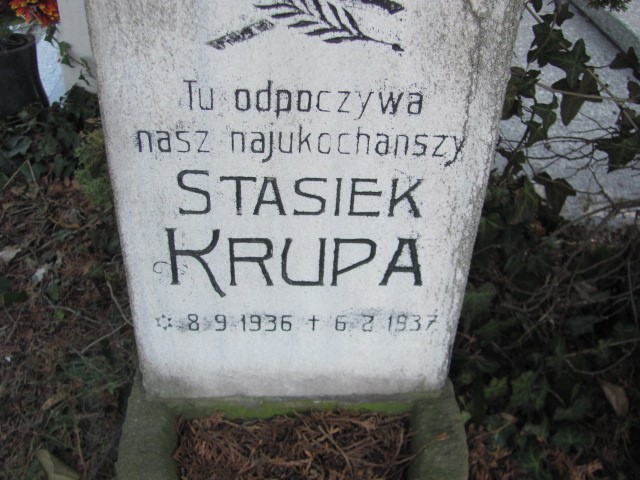 Tu odpoczywa
nasz najukochanszy
STASIEK
KRUPA
☆ 8 9 1936 + 6 2 1937